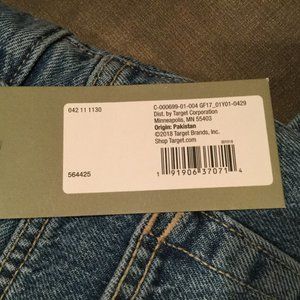 042 11 1130
C-000699-01-004 GF17_01Y01-0429
Dist. by Target Corporation
Minneapolis, MN 55403
Origin: Pakistan
©2018 Target Brands, Inc.
Shop Target.com
564425
1 91906 37071 4